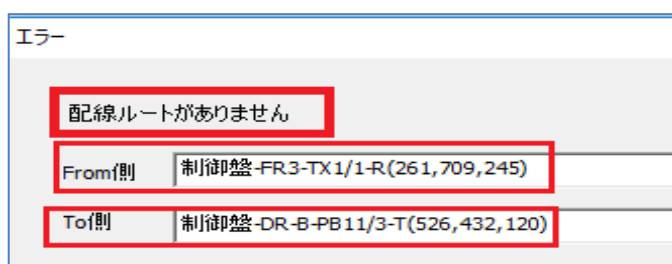 エラー
配線ルートがありません
From側 制御盤-FR3-TX1/1-R(261,709,245)
To側 制御盤-DR-B-PB11/3-T(526,432,120)